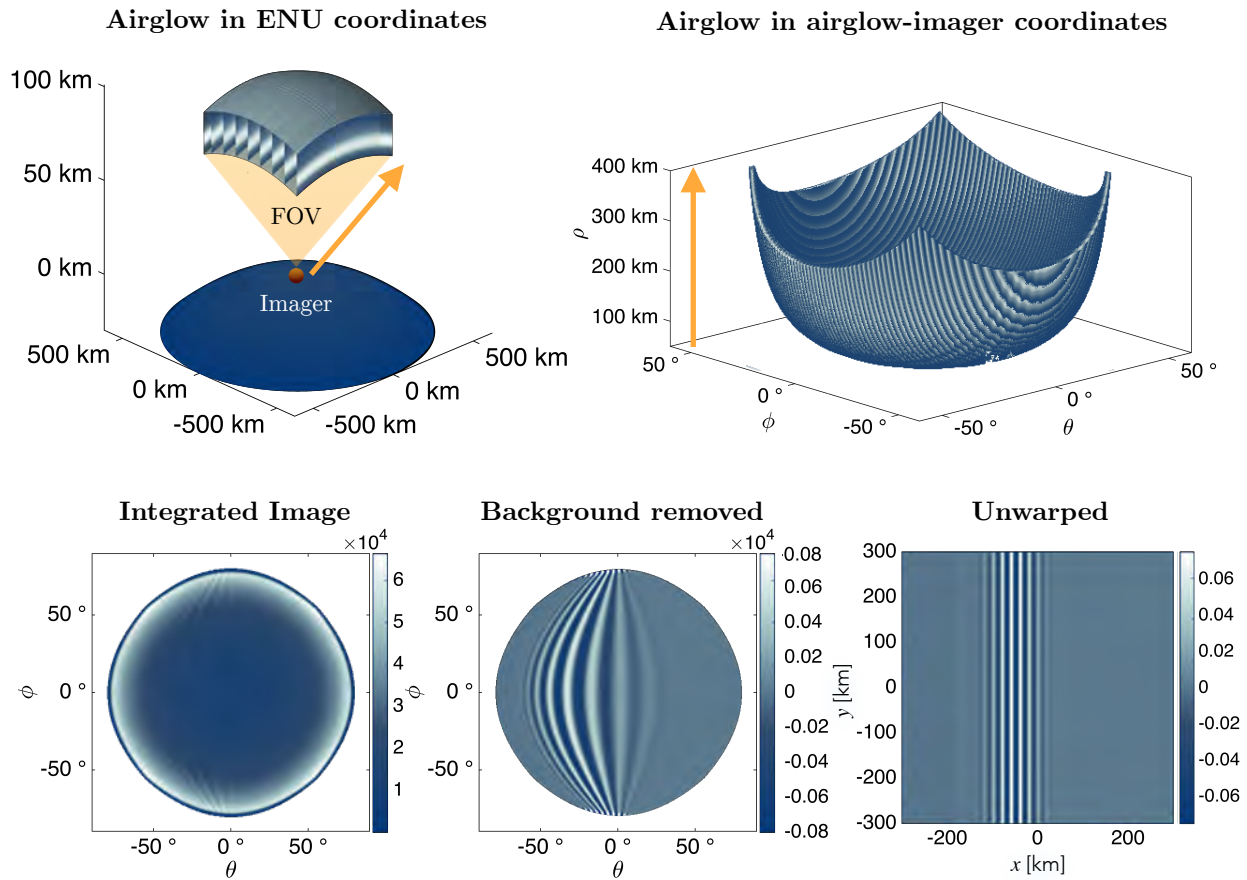 Airglow in ENU coordinates
Airglow in airglow-imager coordinates
100 km
50 km
0 km
FOV
Imager
500 km
0 km
-500 km
-500 km
0 km
500 km
400 km
300 km
200 km
100 km
ρ
50 °
0 °
-50 °
ϕ
-50 °
0 °
50 °
θ
Integrated Image
Background removed
Unwarped
×10⁴
50 °
0 °
-50 °
ϕ
-50 °
0 °
50 °
θ
6
5
4
3
2
1
×10⁴
ϕ
-50 °
0 °
50 °
θ
0.08
0.04
0.02
0
-0.02
-0.04
-0.06
-0.08
300
200
100
0
-100
-200
-300
y [km]
-200
0
200
x [km]
0.06
0.04
0.02
0
-0.02
-0.04
-0.06